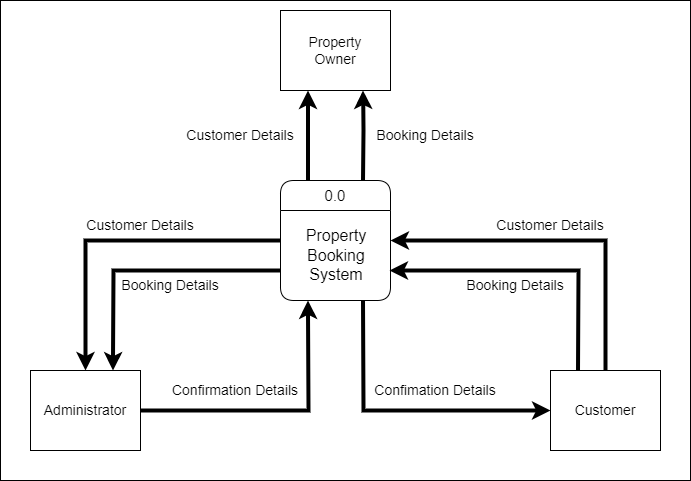 Property
Owner
Customer Details
Booking Details
0.0
Property
Booking
System
Customer Details
Customer Details
Booking Details
Booking Details
Confirmation Details
Confimation Details
Administrator
Customer